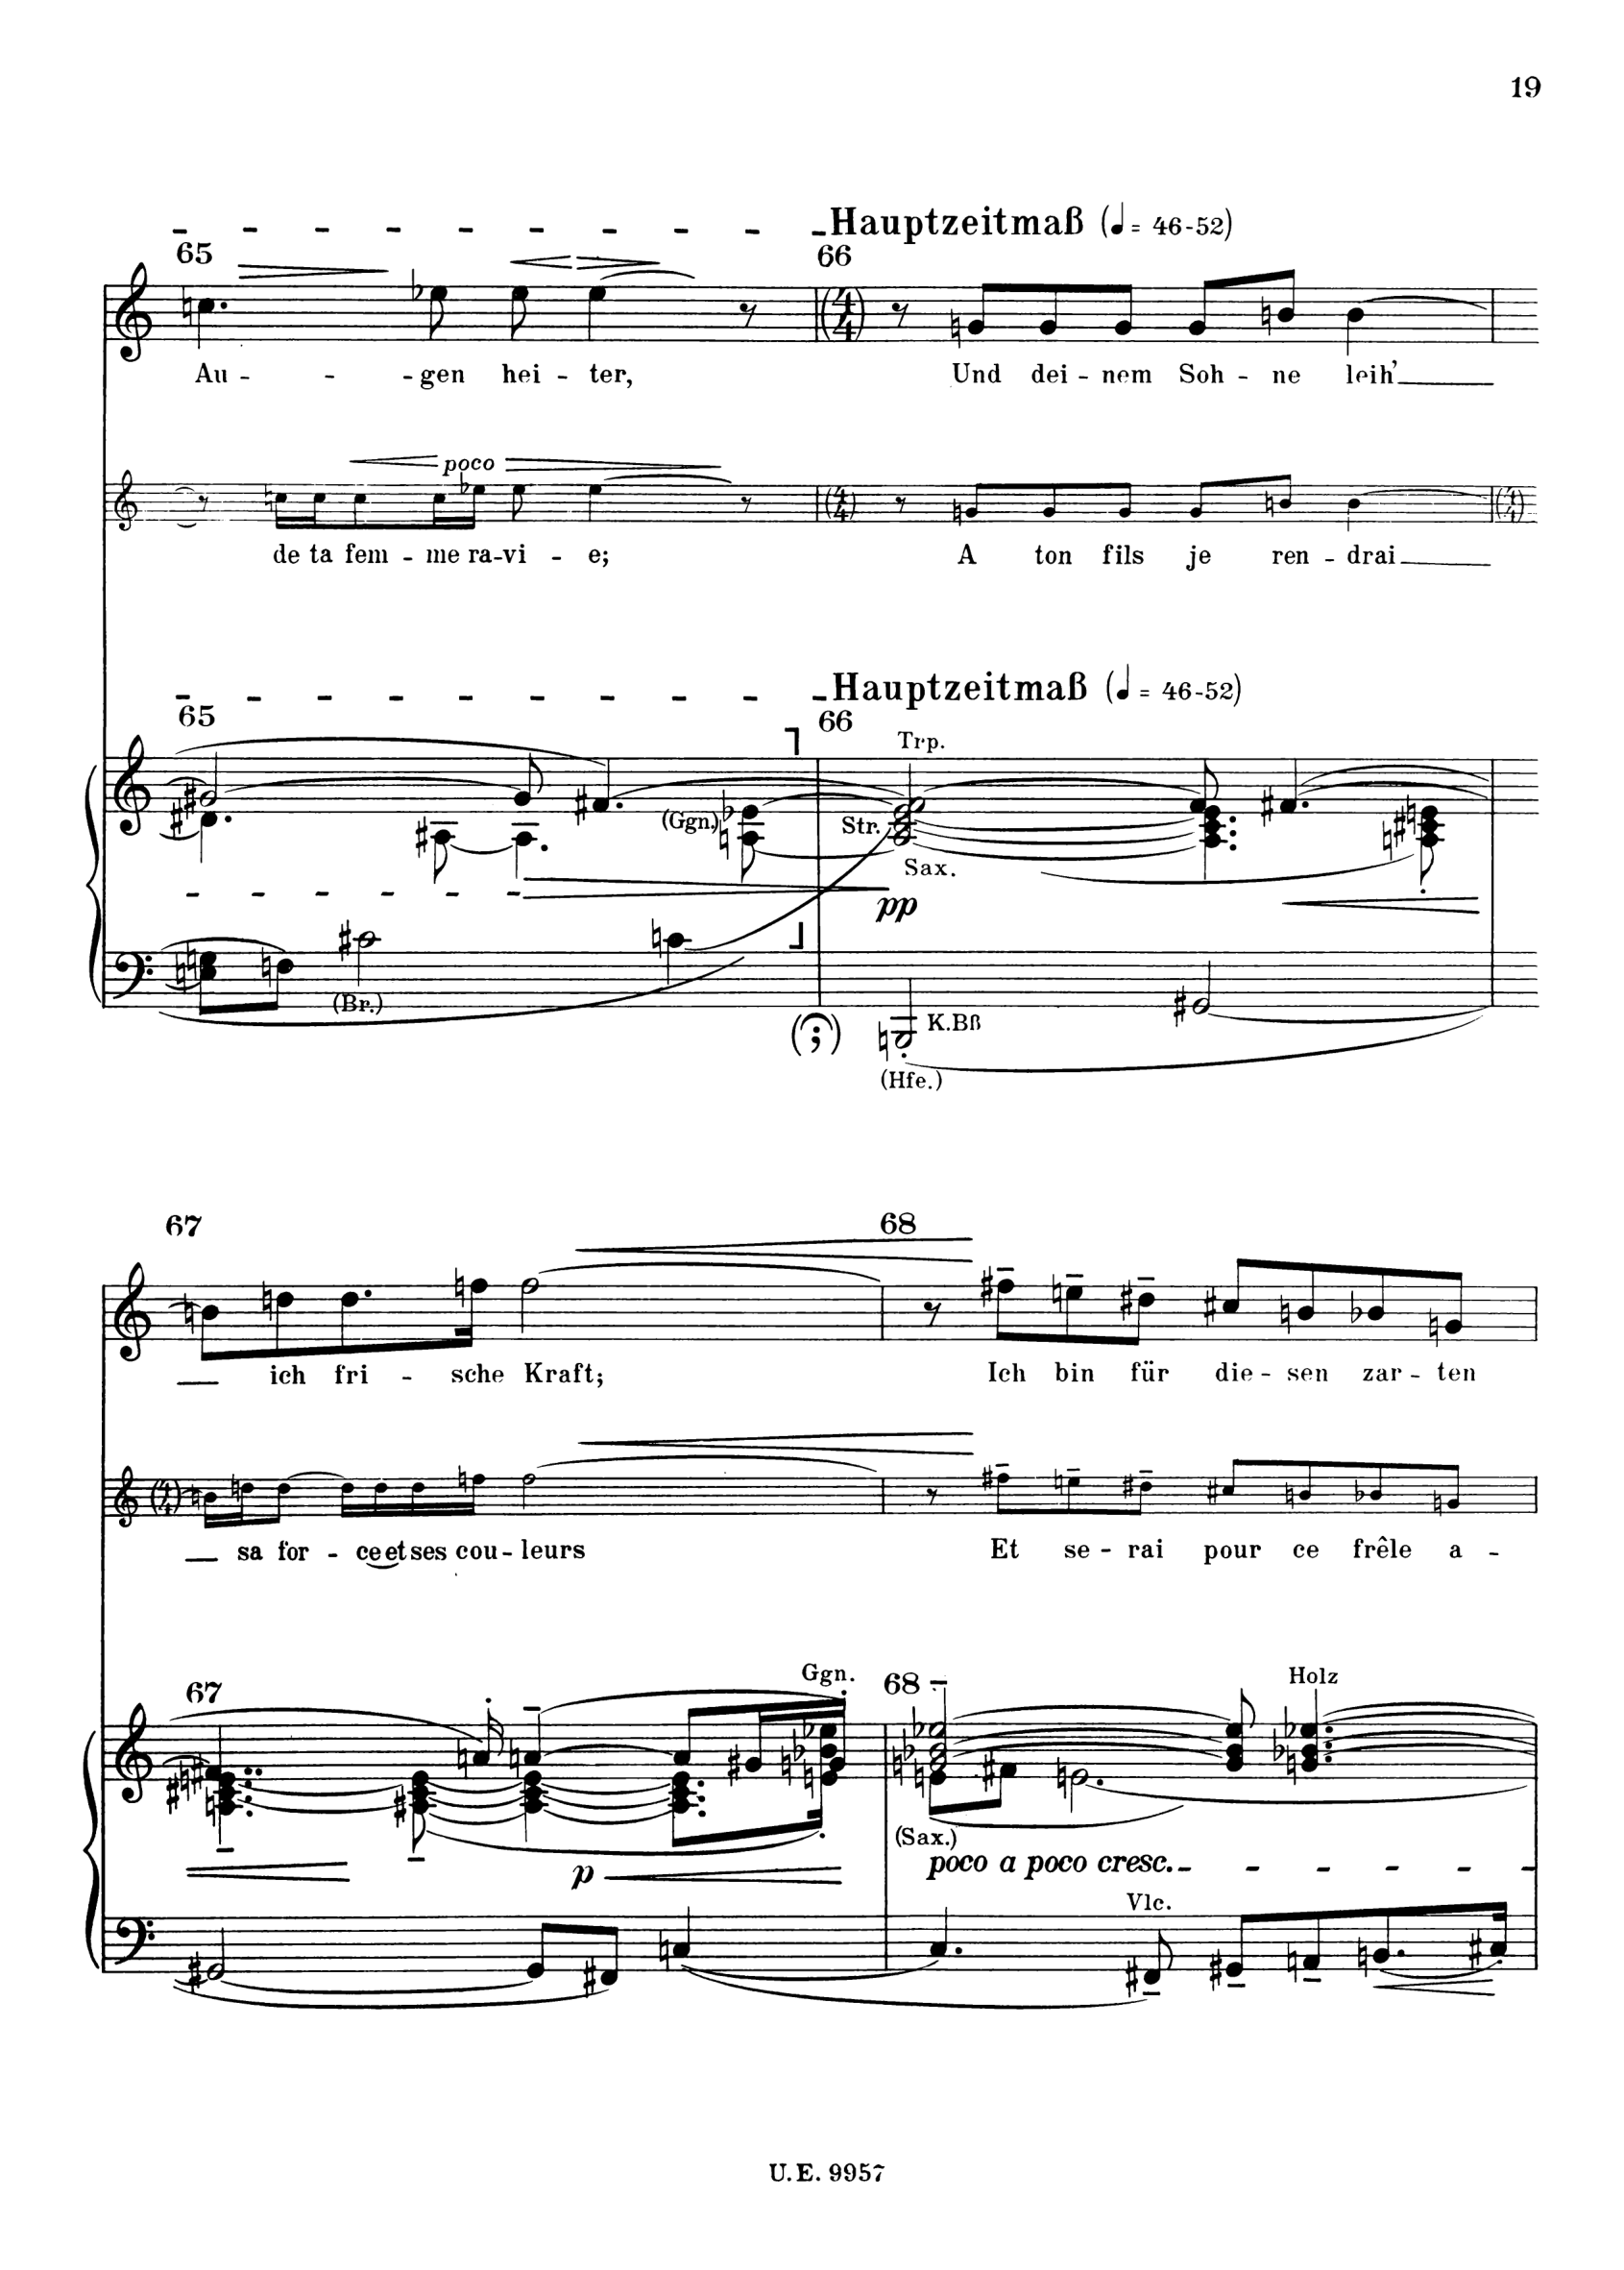 19
Hauptzeitmaß (♩ = 46-52)
65 66
Au - - - gen hei - ter, Und dei - nem Soh - ne leih’
poco
de ta fem - me ra-vi - e; A ton fils je ren - drai
Hauptzeitmaß (♩ = 46-52)
65 66
Trp.
(Ggn.) Str.
Sax.
pp
(Br.)
K.Bß
(Hfe.)
67 68
ich fri - sche Kraft; Ich bin für die - sen zar - ten
sa for - ce et ses cou - leurs Et se - rai pour ce frêle a -
67 Ggn. 68 Holz
(Sax.)
p poco a poco cresc.
Vlc.
U.E. 9957